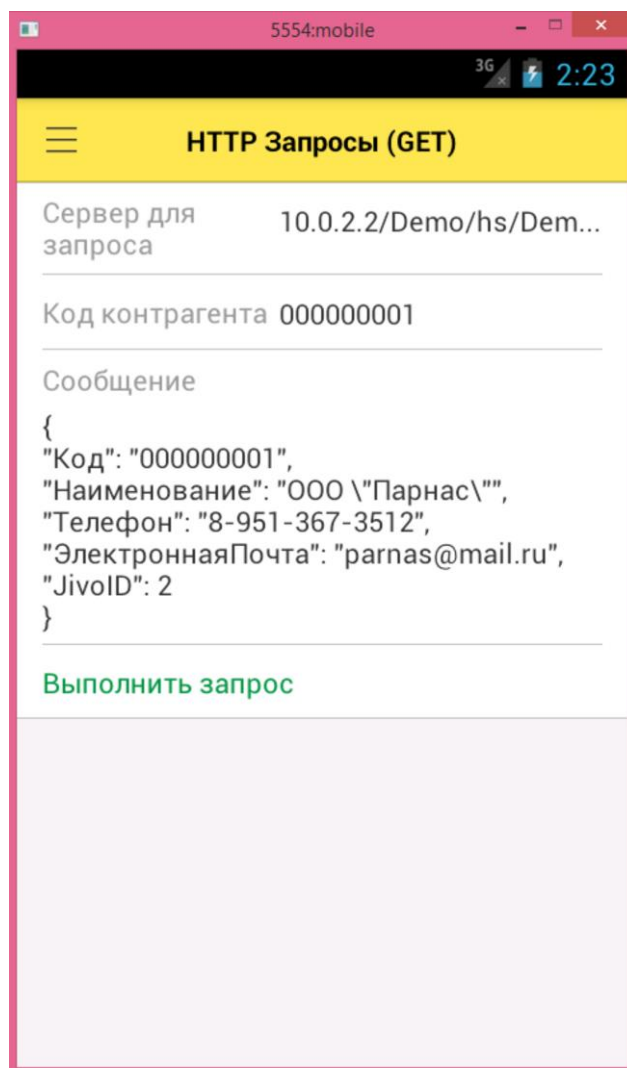 5554:mobile
3G 2:23
HTTP Запросы (GET)
Сервер для
запроса
10.0.2.2/Demo/hs/Dem...
Код контрагента 000000001
Сообщение
{
"Код": "000000001",
"Наименование": "ООО \"Парнас\"",
"Телефон": "8-951-367-3512",
"ЭлектроннаяПочта": "parnas@mail.ru",
"JivoID": 2
}
Выполнить запрос